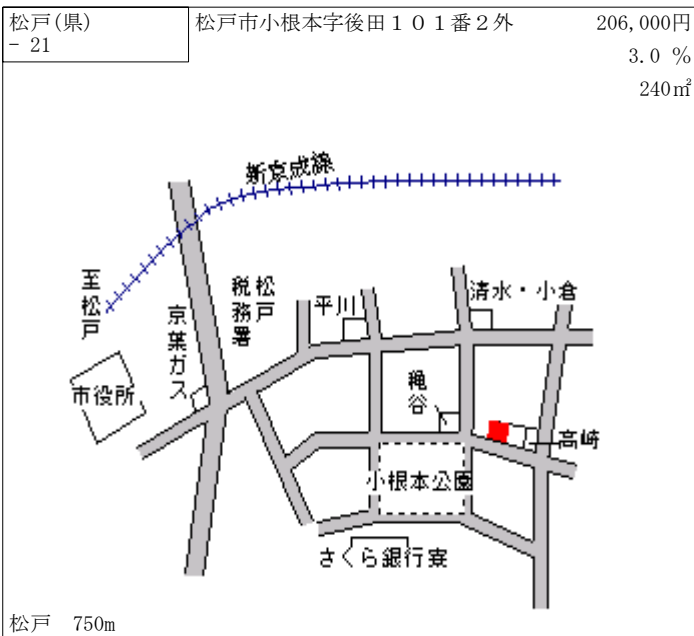 松戸(県)
- 21
松戸市小根本字後田１０１番２外
206,000円
3.0 %
240㎡
新京成線
至松戸
市役所
京葉ガス
松戸
税務署
平川
清水・小倉
亀谷
高崎
小根本公園
さくら銀行寮
松戸 750m